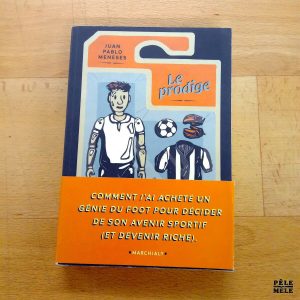 JUAN
PABLO
MENESES
Le
prodige
COMMENT J'AI ACHETÉ UN
GÉNIE DU FOOT POUR DÉCIDER
DE SON AVENIR SPORTIF
(ET DEVENIR RICHE).
MARCHIALY
PÊLE
MÊLE